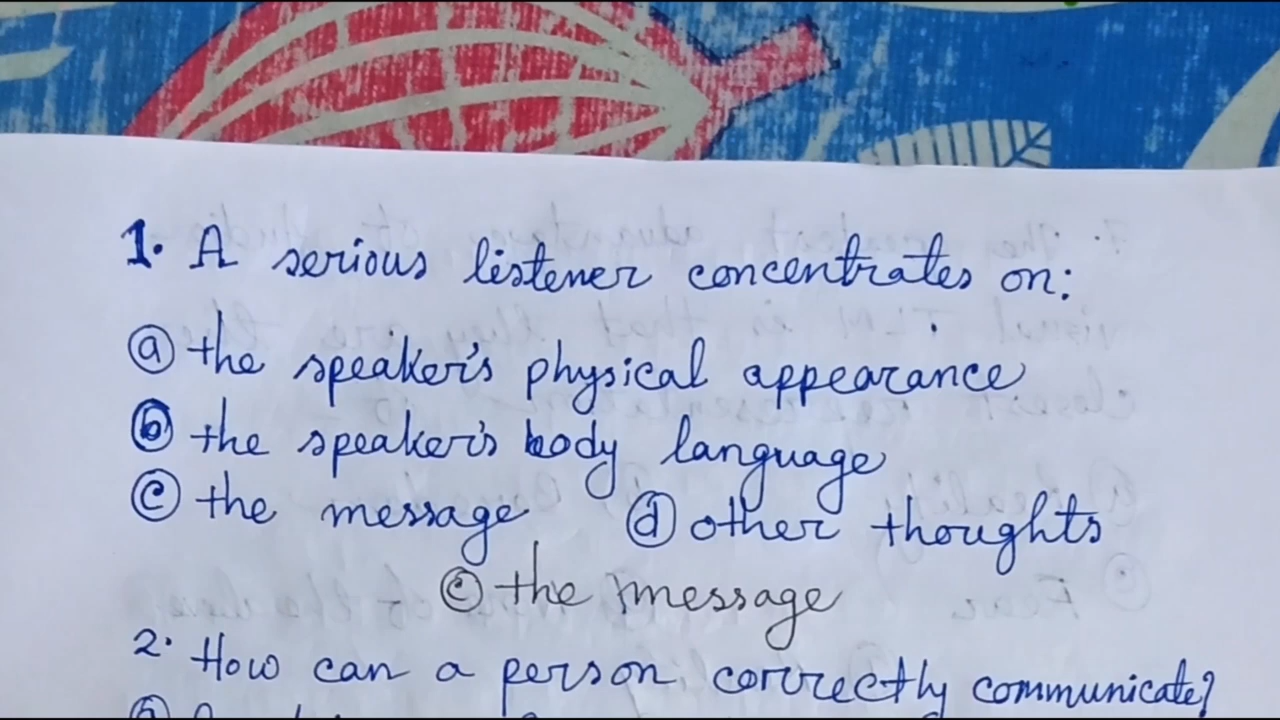 1. A serious listener concentrates on:
ⓐ the speaker's physical appearance
ⓑ the speaker's body language
ⓒ the message ⓓ other thoughts
ⓒ the message
2. How can a person correctly communicate?
ⓐ